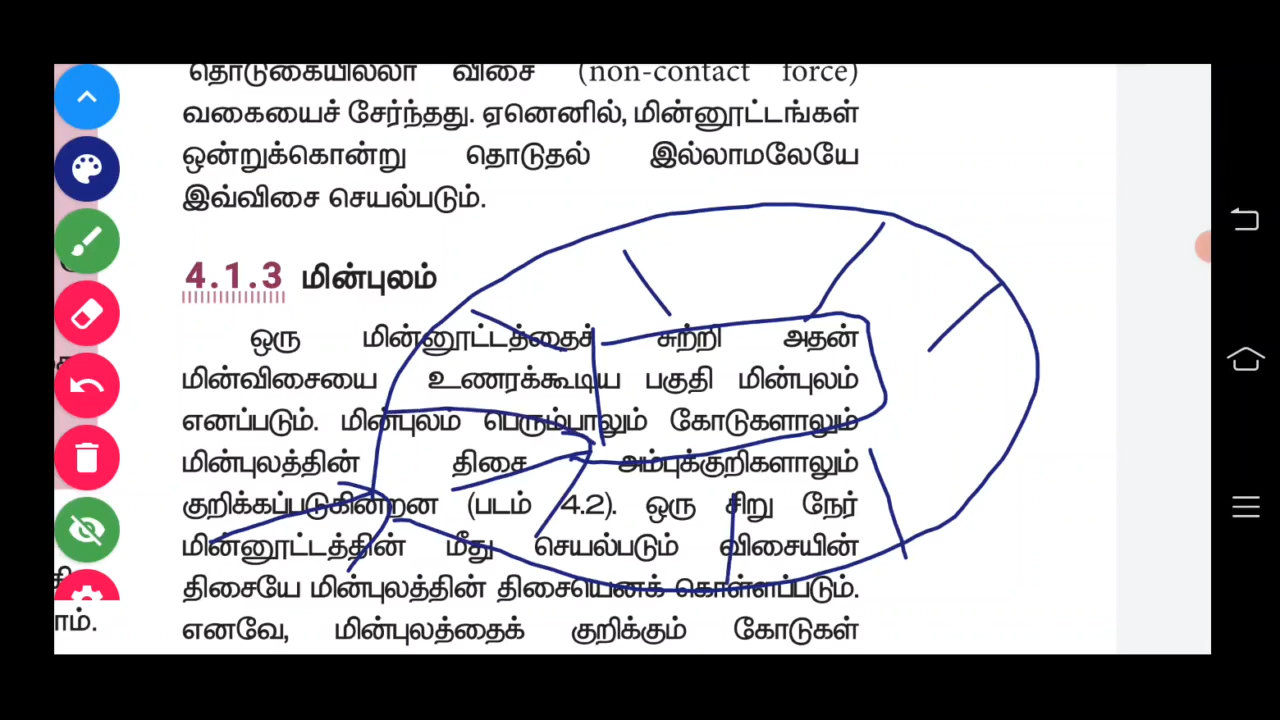 தொடுகையில்லா விசை (non-contact force)
வகையைச் சேர்ந்தது. ஏனெனில், மின்னூட்டங்கள்
ஒன்றுக்கொன்று தொடுதல் இல்லாமலேயே
இவ்விசை செயல்படும்.
4.1.3 மின்புலம்
ஒரு மின்னூட்டத்தைச் சுற்றி அதன்
மின்விசையை உணரக்கூடிய பகுதி மின்புலம்
எனப்படும். மின்புலம் பெரும்பாலும் கோடுகளாலும்
மின்புலத்தின் திசை அம்புக்குறிகளாலும்
குறிக்கப்படுகின்றன (படம் 4.2). ஒரு சிறு நேர்
மின்னூட்டத்தின் மீது செயல்படும் விசையின்
திசையே மின்புலத்தின் திசையெனக் கொள்ளப்படும்.
எனவே, மின்புலத்தைக் குறிக்கும் கோடுகள்